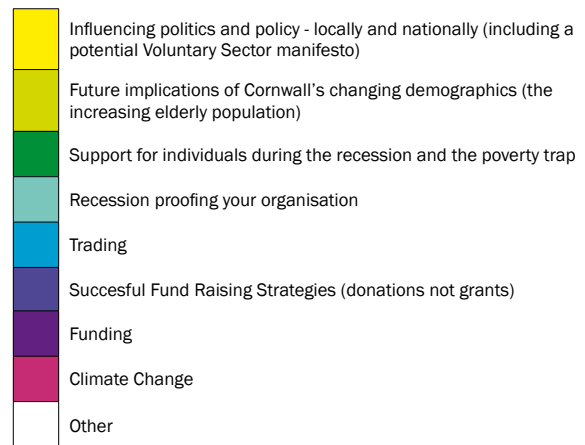 Influencing politics and policy - locally and nationally (including a
potential Voluntary Sector manifesto)
Future implications of Cornwall's changing demographics (the
increasing elderly population)
Support for individuals during the recession and the poverty trap
Recession proofing your organisation
Trading
Succesful Fund Raising Strategies (donations not grants)
Funding
Climate Change
Other